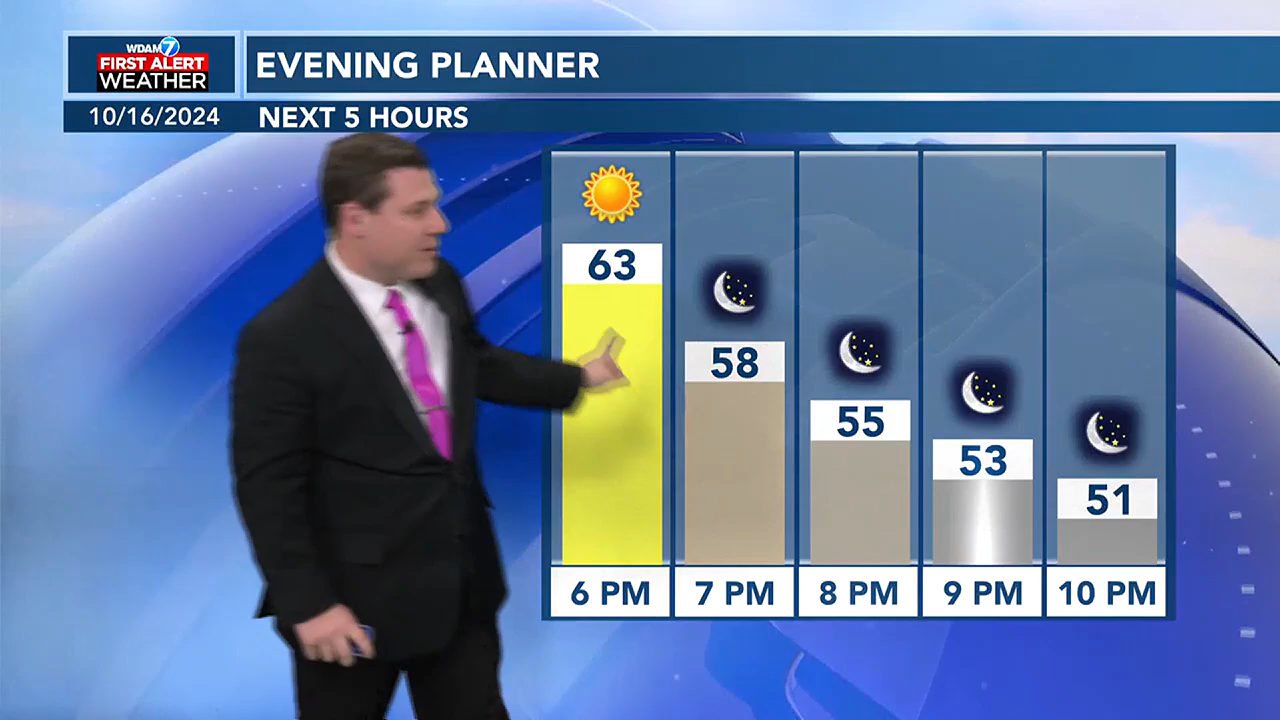 WDAM 7
FIRST ALERT
WEATHER
EVENING PLANNER
10/16/2024
NEXT 5 HOURS
63
58
55
53
51
6 PM
7 PM
8 PM
9 PM
10 PM